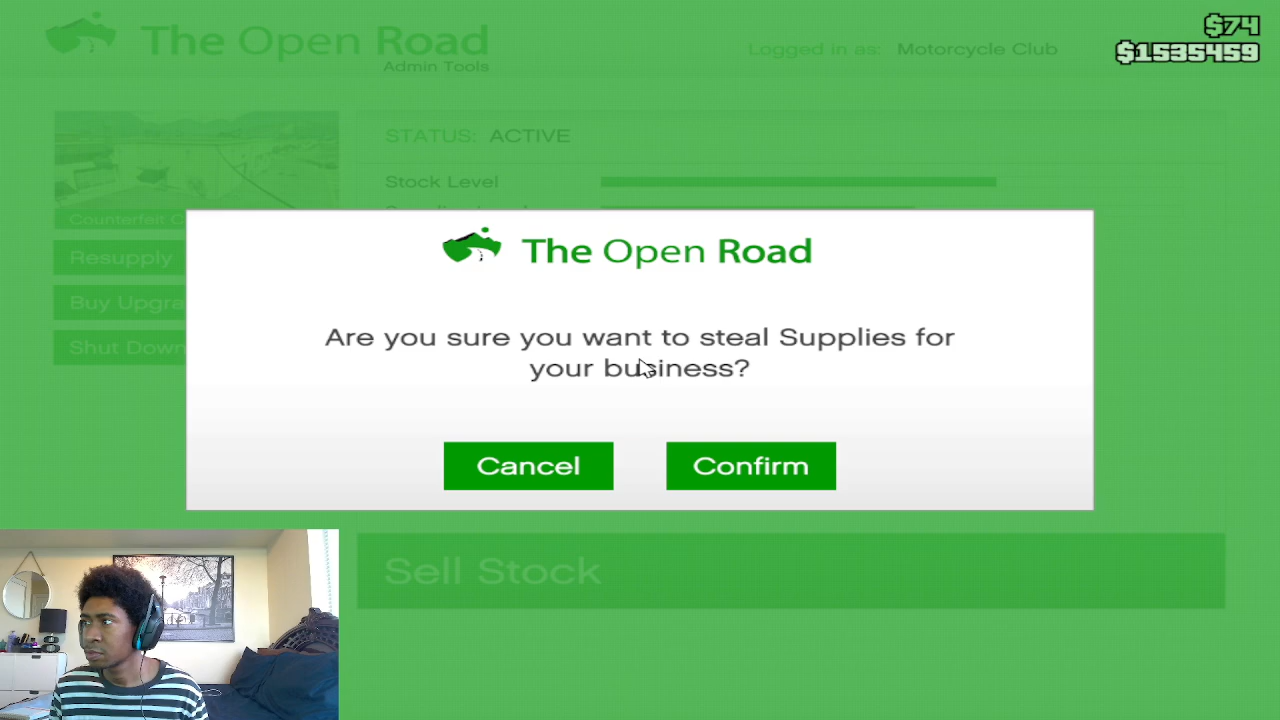 The Open Road
Admin Tools
Logged in as: Motorcycle Club
$74
$1535459
STATUS: ACTIVE
Stock Level
Counterfeit C
Resupply
Buy Upgra
Shut Down
The Open Road
Are you sure you want to steal Supplies for
your business?
Cancel
Confirm
Sell Stock